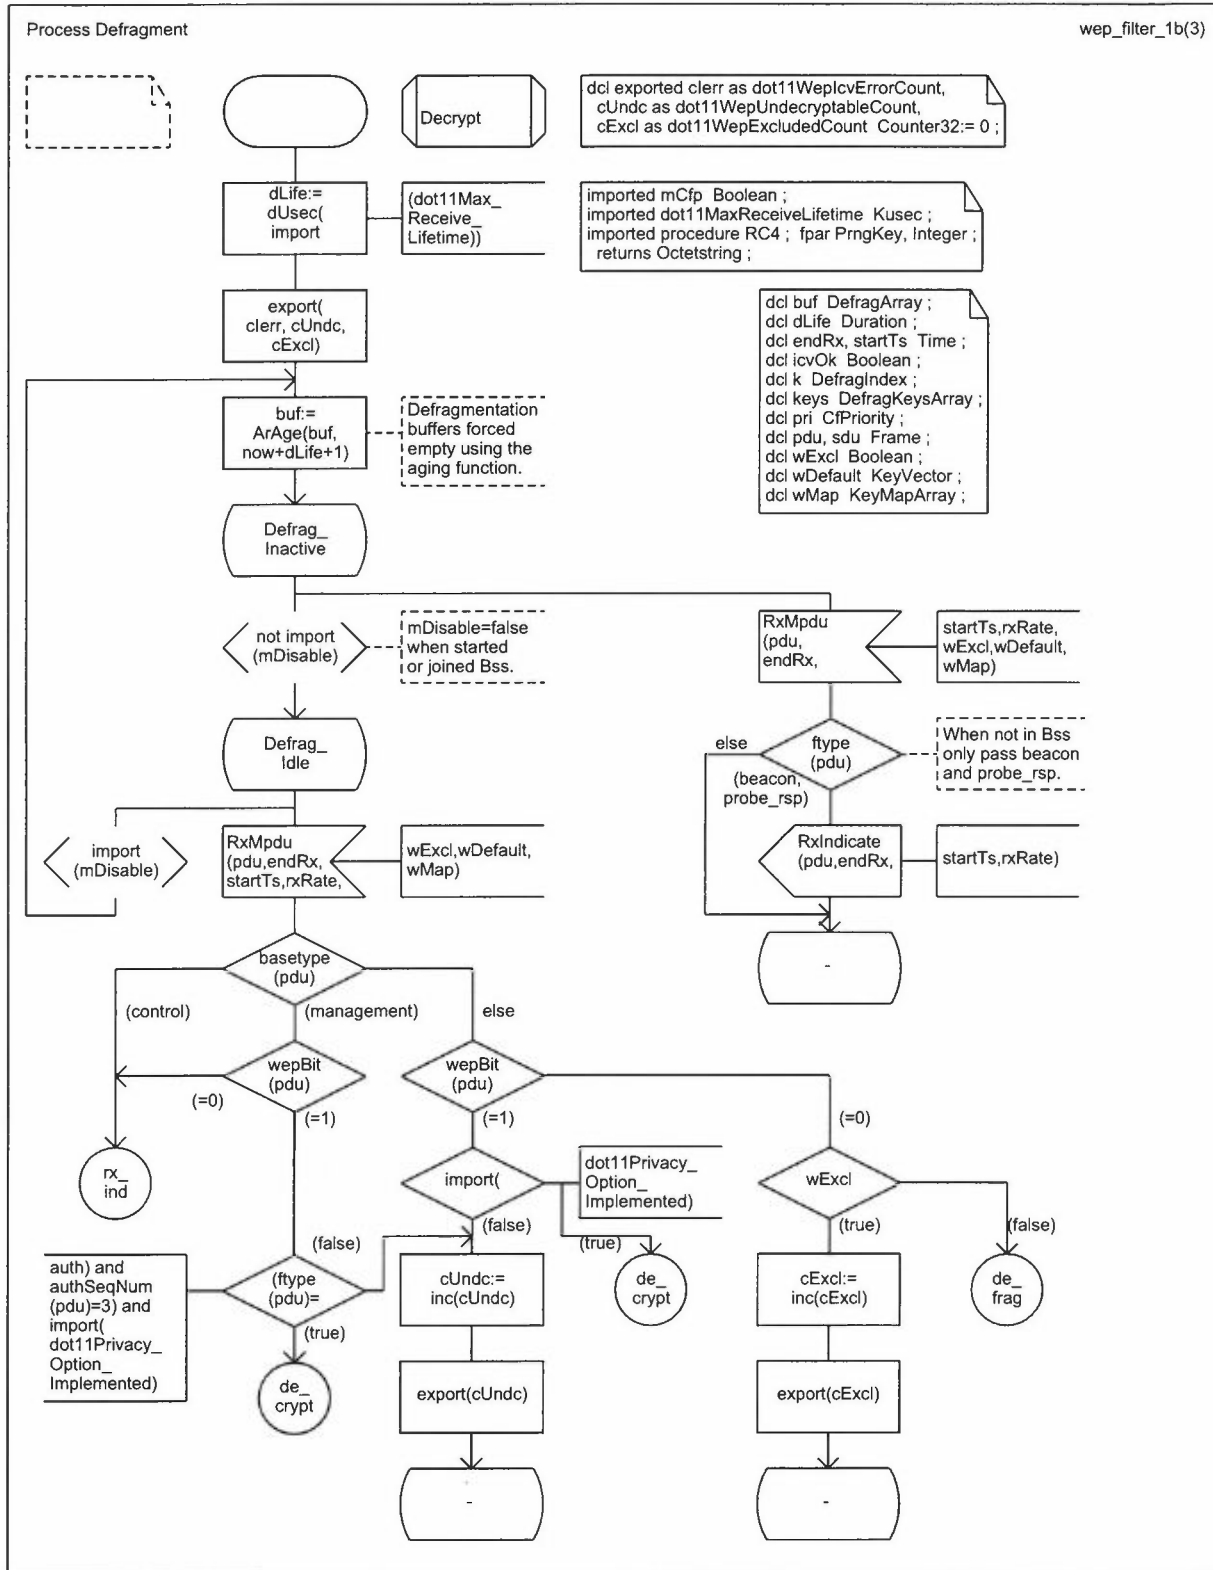 Process Defragment
wep_filter_1b(3)
Decrypt
dcl exported clerr as dot11WepIcvErrorCount,
cUndc as dot11WepUndecryptableCount,
cExcl as dot11WepExcludedCount Counter32:= 0 ;
dLife:=
dUsec(
import
(dot11Max_
Receive_
Lifetime))
imported mCfp Boolean ;
imported dot11MaxReceiveLifetime Kusec ;
imported procedure RC4 ; fpar PrngKey, Integer ;
returns Octetstring ;
export(
clerr, cUndc,
cExcl)
dcl buf DefragArray ;
dcl dLife Duration ;
dcl endRx, startTs Time ;
dcl icvOk Boolean ;
dcl k DefragIndex ;
dcl keys DefragKeysArray ;
dcl pri CfPriority ;
dcl pdu, sdu Frame ;
dcl wExcl Boolean ;
dcl wDefault KeyVector ;
dcl wMap KeyMapArray ;
buf:=
ArAge(buf,
now+dLife+1)
Defragmentation
buffers forced
empty using the
aging function.
Defrag_
Inactive
not import
(mDisable)
mDisable=false
when started
or joined Bss.
RxMpdu
(pdu,
endRx,
startTs,rxRate,
wExcl,wDefault,
wMap)
Defrag_
Idle
else
ftype
(pdu)
(beacon,
probe_rsp)
When not in Bss
only pass beacon
and probe_rsp.
import
(mDisable)
RxMpdu
(pdu,endRx,
startTs,rxRate,
wExcl,wDefault,
wMap)
RxIndicate
(pdu,endRx,
startTs,rxRate)
-
basetype
(pdu)
(control)
(management)
else
wepBit
(pdu)
(=0)
(=1)
wepBit
(pdu)
(=1)
(=0)
rx_
ind
import(
dot11Privacy_
Option_
Implemented)
(false)
(true)
wExcl
(true)
(false)
(false)
auth) and
authSeqNum
(pdu)=3) and
import(
dot11Privacy_
Option_
Implemented)
(ftype
(pdu)=
(true)
cUndc:=
inc(cUndc)
de_
crypt
cExcl:=
inc(cExcl)
de_
frag
de_
crypt
export(cUndc)
export(cExcl)
-
-